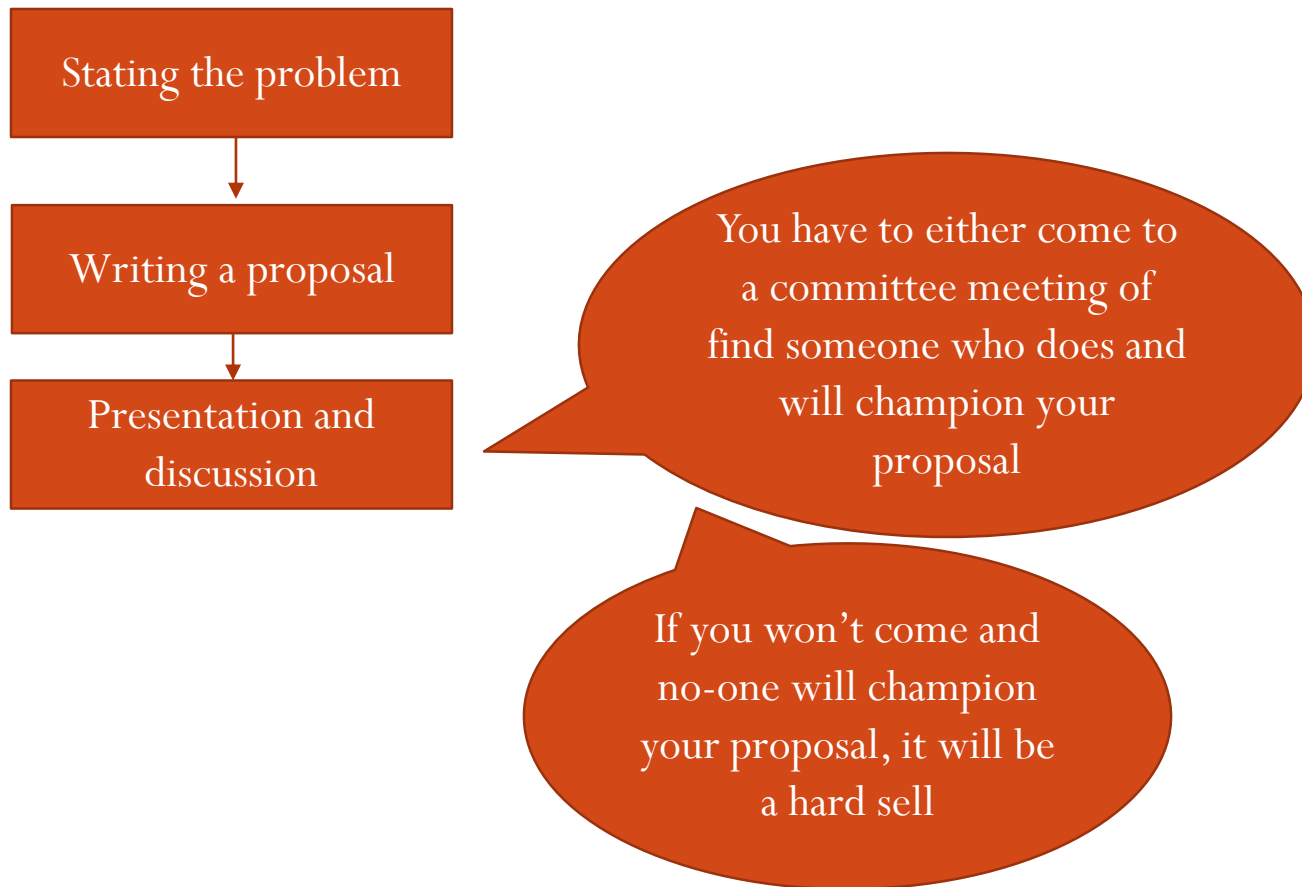 Stating the problem
Writing a proposal
Presentation and
discussion
You have to either come to
a committee meeting of
find someone who does and
will champion your
proposal
If you won’t come and
no-one will champion
your proposal, it will be
a hard sell